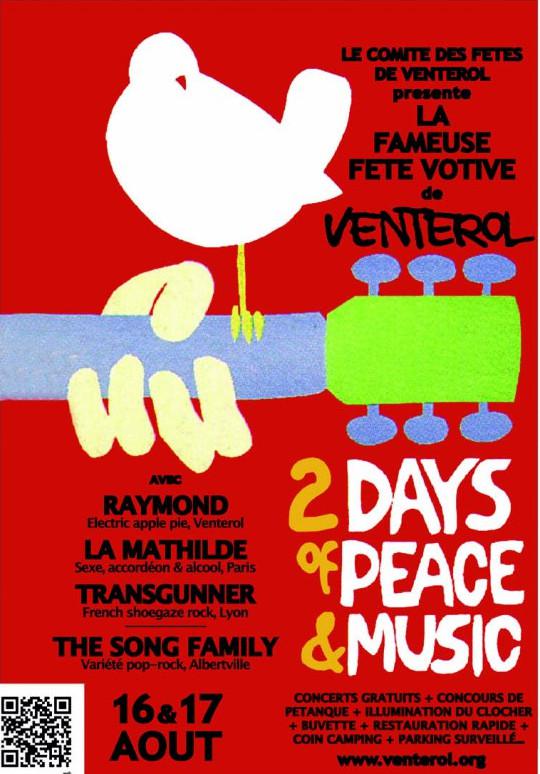 LE COMITE DES FETES
DE VENTEROL
presente
LA
FAMEUSE
FETE VOTIVE
de
VENTEROL
AVEC
RAYMOND
Electric apple pie, Venterol
LA MATHILDE
Sexe, accordéon & alcool, Paris
TRANSGUNNER
French shoegaze rock, Lyon
THE SONG FAMILY
Variété pop-rock, Albertville
16 & 17
AOUT
2 DAYS
of PEACE
& MUSIC
CONCERTS GRATUITS + CONCOURS DE
PETANQUE + ILLUMINATION DU CLOCHER
+ BUVETTE + RESTAURATION RAPIDE +
COIN CAMPING + PARKING SURVEILLÉ...
www.venterol.org